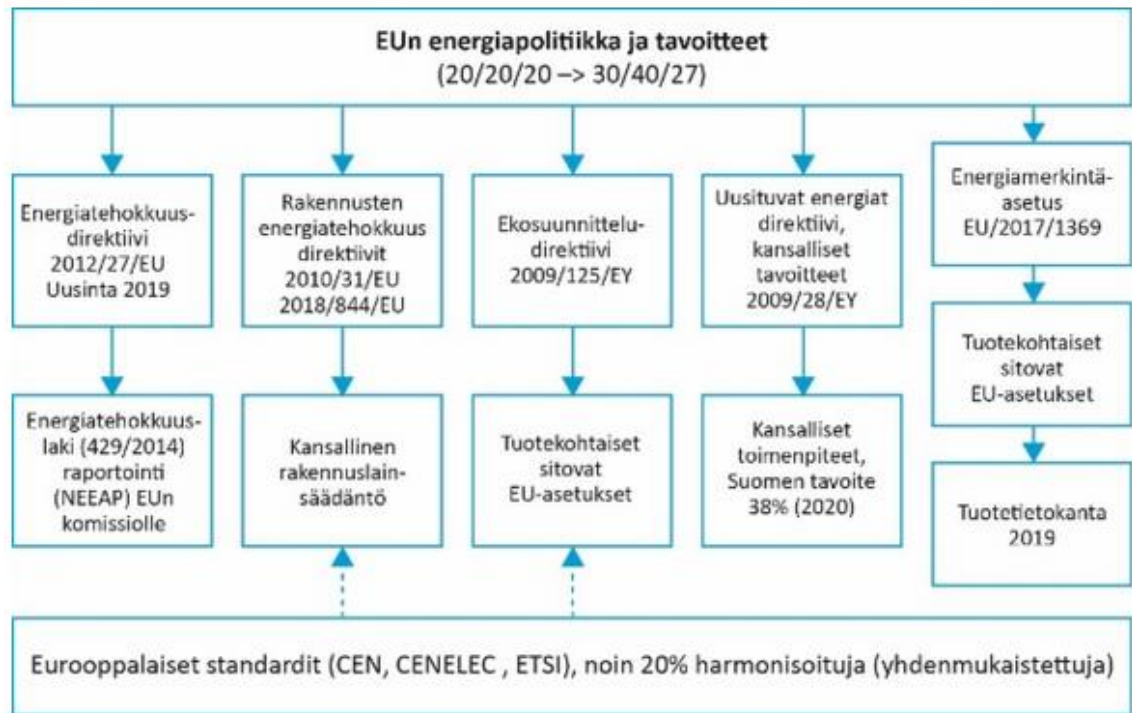 EUn energiapolitiikka ja tavoitteet
(20/20/20 –> 30/40/27)
Energiatehokkuus-
direktiivi
2012/27/EU
Uusinta 2019
Rakennusten
energiatehokkuus
direktiivit
2010/31/EU
2018/844/EU
Ekosuunnittelu-
direktiivi
2009/125/EY
Uusituvat energiat
direktiivi,
kansalliset
tavoitteet
2009/28/EY
Energiamerkintä-
asetus
EU/2017/1369
Energiatehokkuus-
laki (429/2014)
raportointi
(NEEAP) EUn
komissiolle
Kansallinen
rakennuslain-
säädäntö
Tuotekohtaiset
sitovat
EU-asetukset
Kansalliset
toimenpiteet,
Suomen tavoite
38% (2020)
Tuotekohtaiset
sitovat
EU-asetukset
Tuotetietokanta
2019
Eurooppalaiset standardit (CEN, CENELEC , ETSI), noin 20% harmonisoituja (yhdenmukaistettuja)